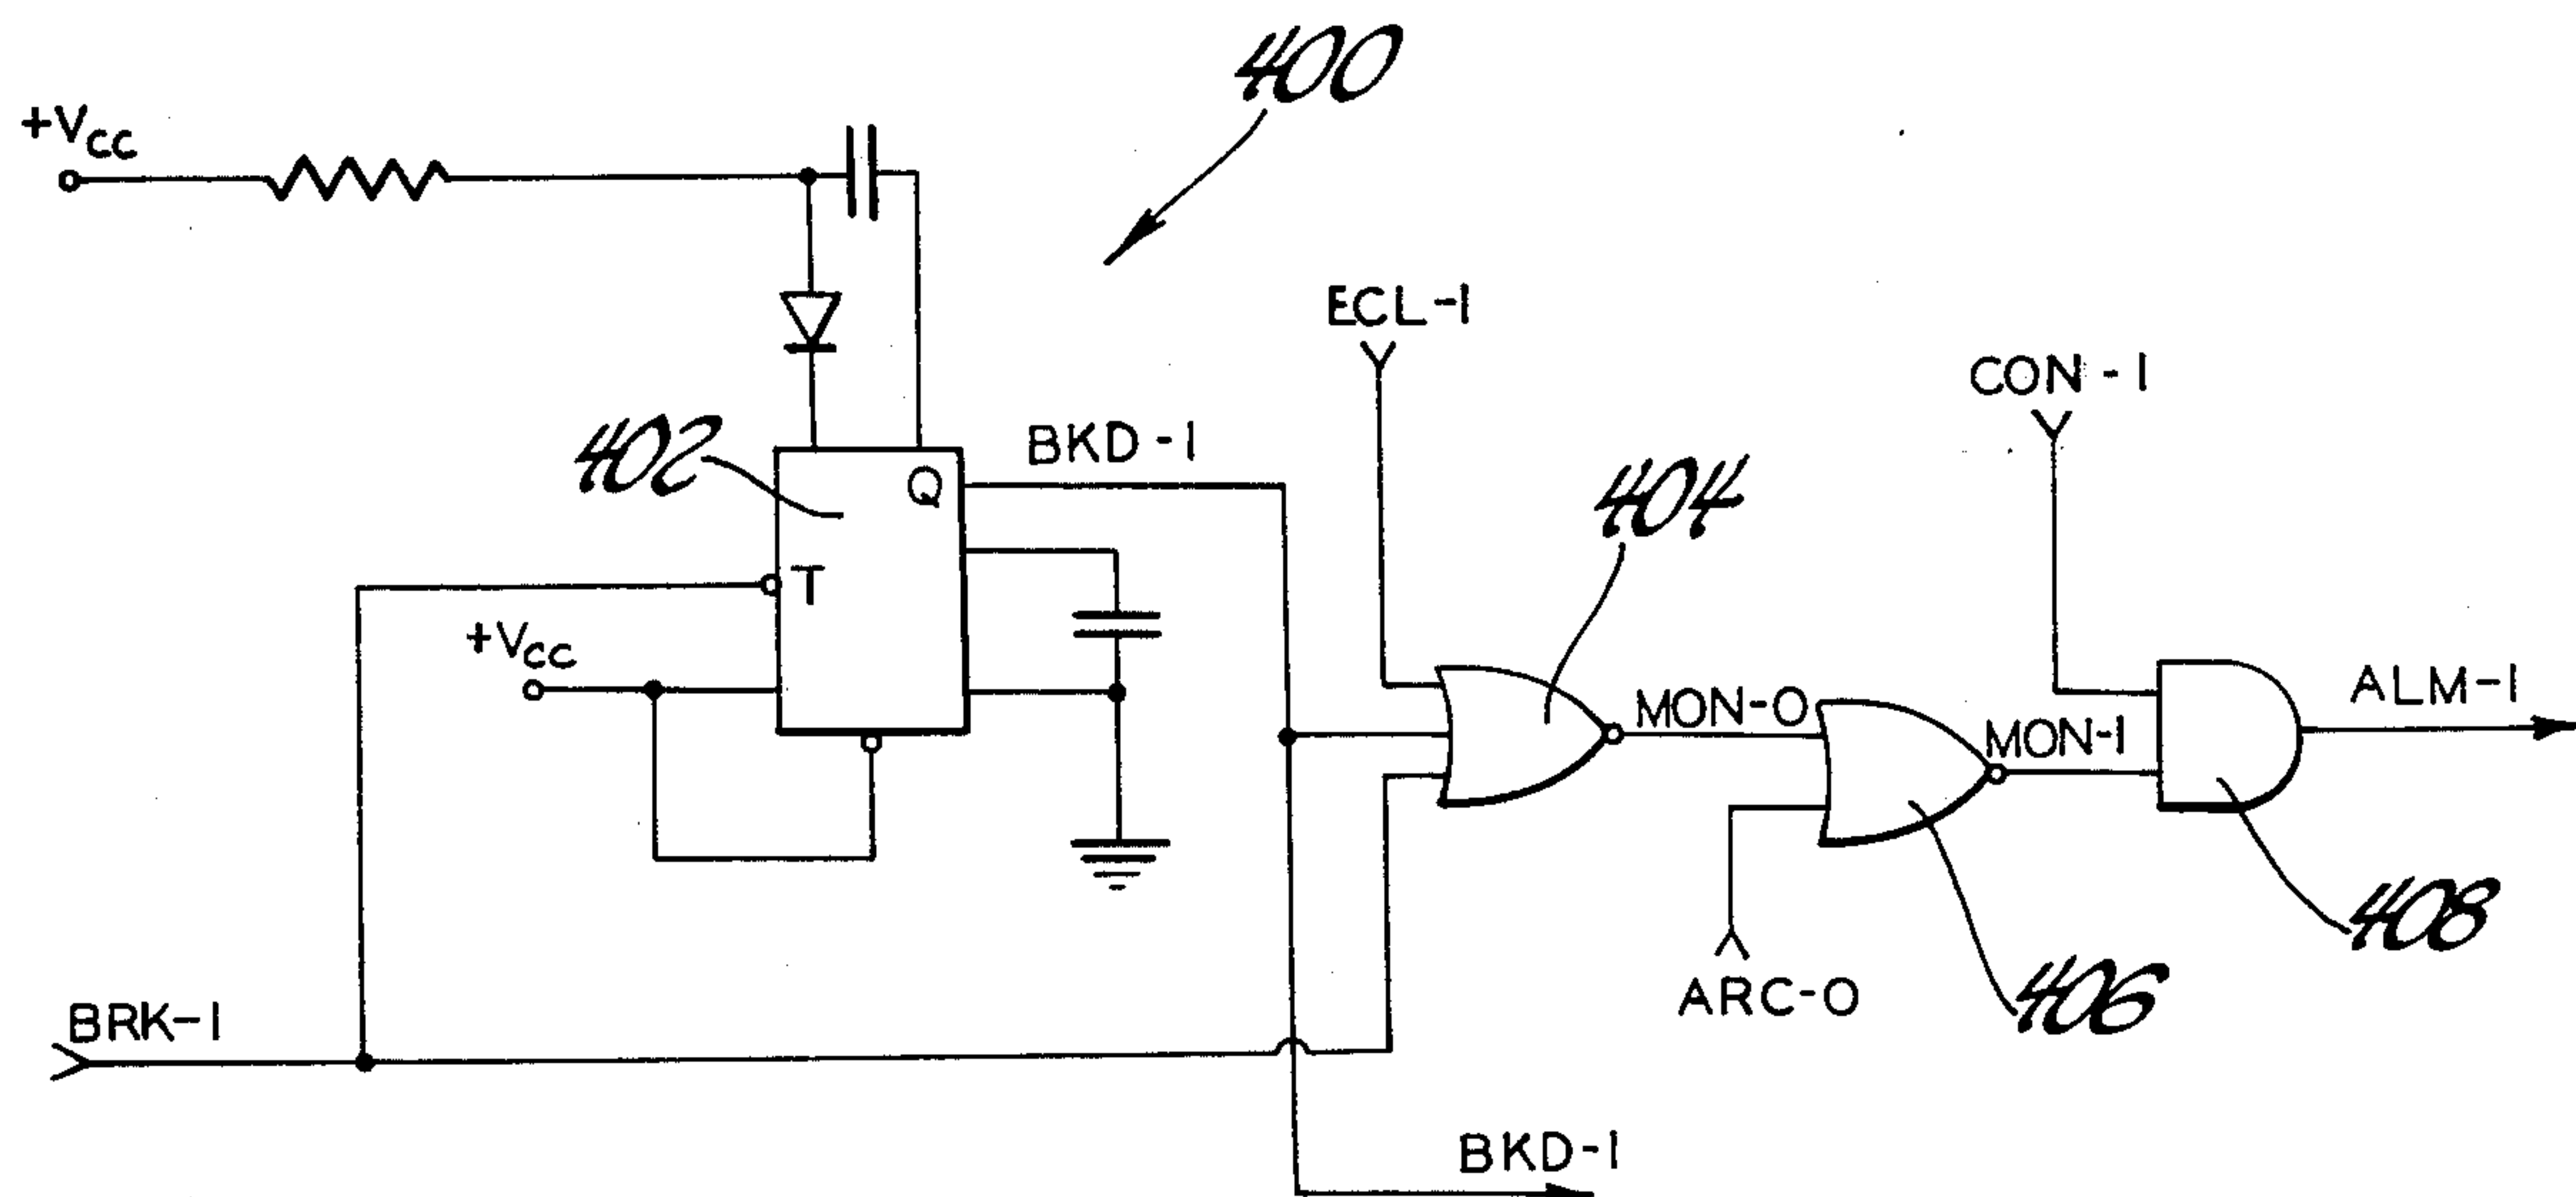 400
+Vcc
ECL-1
CON-1
402
BKD-1
Q
404
T
+Vcc
MON-0
ALM-1
MON-1
408
ARC-0
406
BRK-1
BKD-1